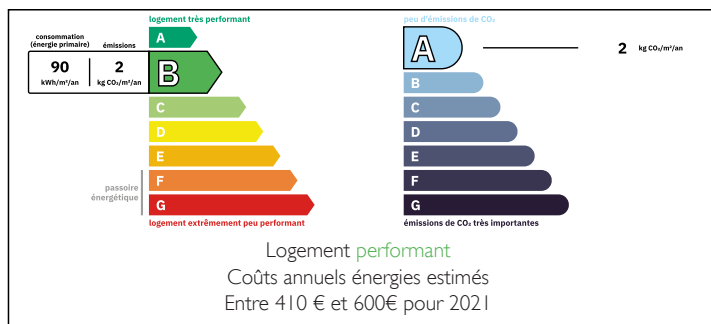 logement très performant
consommation
(énergie primaire)
émissions
90
kWh/m²/an
2
kg CO₂/m²/an
A
B
C
D
E
F
G
passoire
énergétique
logement extrêmement peu performant
peu d'émissions de CO₂
A
2 kg CO₂/m²/an
B
C
D
E
F
G
émissions de CO₂ très importantes
Logement performant
Coûts annuels énergies estimés
Entre 410 € et 600€ pour 2021